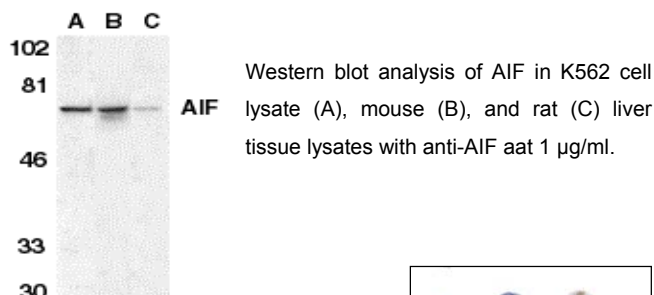 A B C
102
81
AIF
46
33
30
Western blot analysis of AIF in K562 cell
lysate (A), mouse (B), and rat (C) liver
tissue lysates with anti-AIF aat 1 µg/ml.